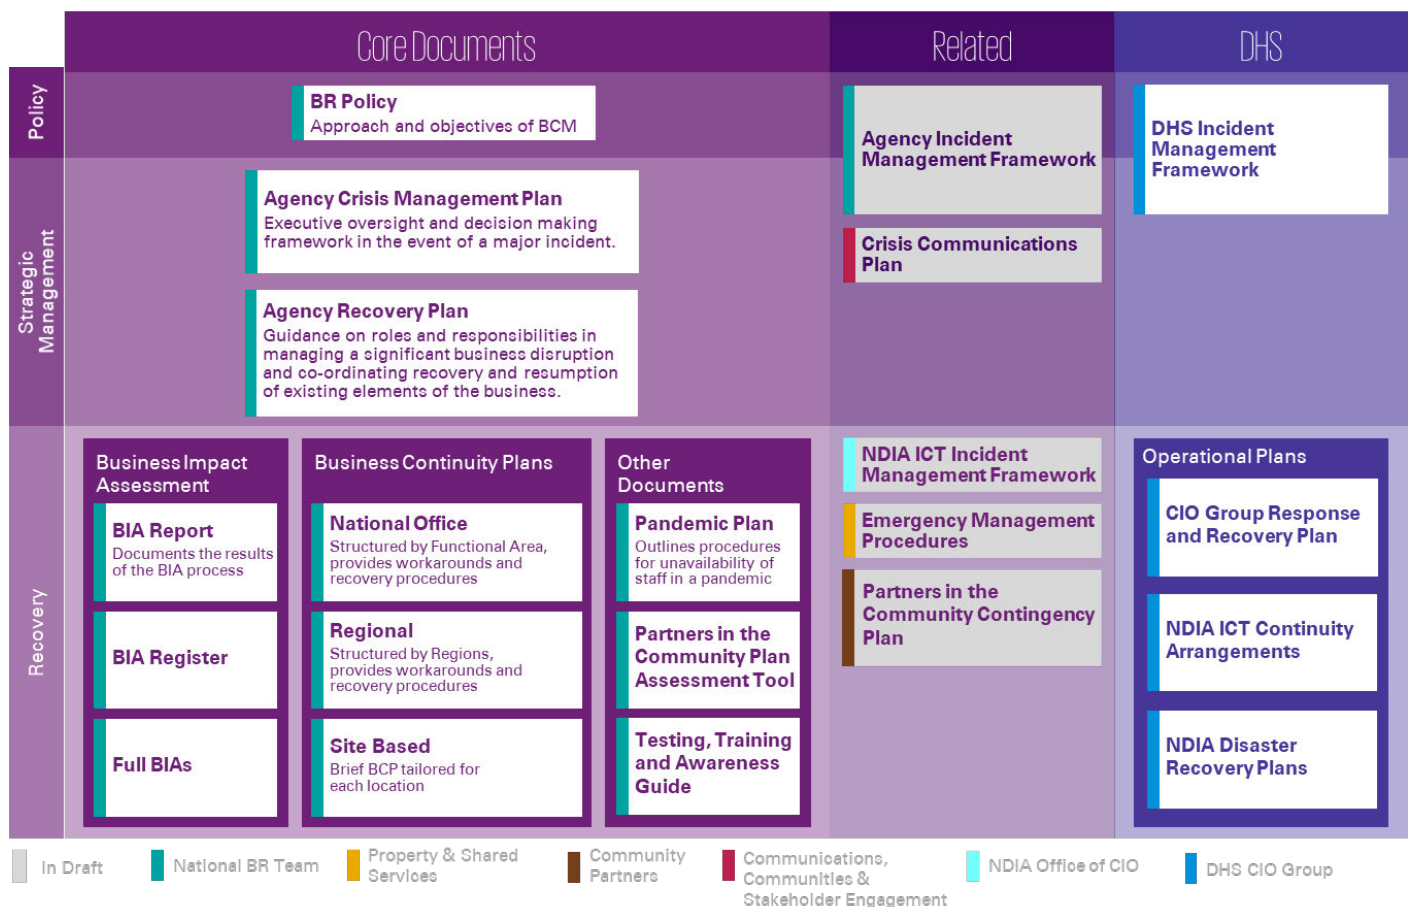 Core Documents
Related
DHS
Policy
BR Policy
Approach and objectives of BCM
Agency Incident
Management Framework
DHS Incident
Management
Framework
Strategic
Management
Agency Crisis Management Plan
Executive oversight and decision making
framework in the event of a major incident.
Crisis Communications
Plan
Agency Recovery Plan
Guidance on roles and responsibilities in
managing a significant business disruption
and co-ordinating recovery and resumption
of existing elements of the business.
Recovery
Business Impact
Assessment
BIA Report
Documents the results
of the BIA process
BIA Register
Full BIAs
Business Continuity Plans
National Office
Structured by Functional Area,
provides workarounds and
recovery procedures
Regional
Structured by Regions,
provides workarounds and
recovery procedures
Site Based
Brief BCP tailored for
each location
Other
Documents
Pandemic Plan
Outlines procedures
for unavailability of
staff in a pandemic
Partners in the
Community Plan
Assessment Tool
Testing, Training
and Awareness
Guide
NDIA ICT Incident
Management Framework
Emergency Management
Procedures
Partners in the
Community Contingency
Plan
Operational Plans
CIO Group Response
and Recovery Plan
NDIA ICT Continuity
Arrangements
NDIA Disaster
Recovery Plans
In Draft
National BR Team
Property & Shared
Services
Community
Partners
Communications,
Communities &
Stakeholder Engagement
NDIA Office of CIO
DHS CIO Group